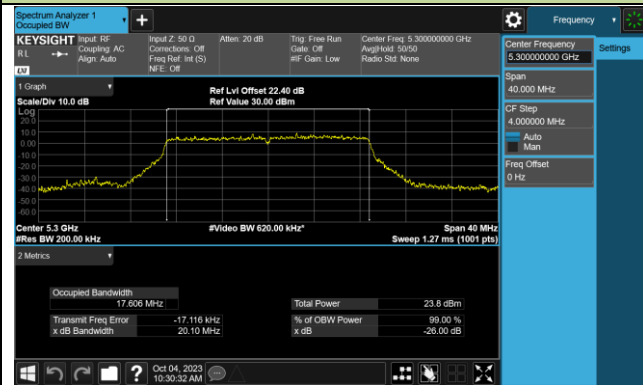 Spectrum Analyzer 1
Occupied BW
Frequency
KEYSIGHT
RL
Input: RF
Coupling: AC
Align: Auto
Input Z: 50 Ω
Corrections: Off
Freq Ref: Int (S)
NFE: Off
Atten: 20 dB
Trig: Free Run
Gate: Off
#IF Gain: Low
Center Freq: 5.300000000 GHz
Avg|Hold: 50/50
Radio Std: None
LXI
Center Frequency
5.300000000 GHz
Settings
Span
40.000 MHz
CF Step
4.000000 MHz
Auto
Man
Freq Offset
0 Hz
1 Graph
Scale/Div 10.0 dB
Ref Lvl Offset 22.40 dB
Ref Value 30.00 dBm
Log
20.0
10.0
0.00
-10.0
-20.0
-30.0
-40.0
-50.0
-60.0
Center 5.3 GHz
#Video BW 620.00 kHz*
Span 40 MHz
#Res BW 200.00 kHz
Sweep 1.27 ms (1001 pts)
2 Metrics
Occupied Bandwidth
17.606 MHz
Total Power 23.8 dBm
Transmit Freq Error -17.116 kHz
% of OBW Power 99.00 %
x dB Bandwidth 20.10 MHz
x dB -26.00 dB
Oct 04, 2023
10:30:32 AM